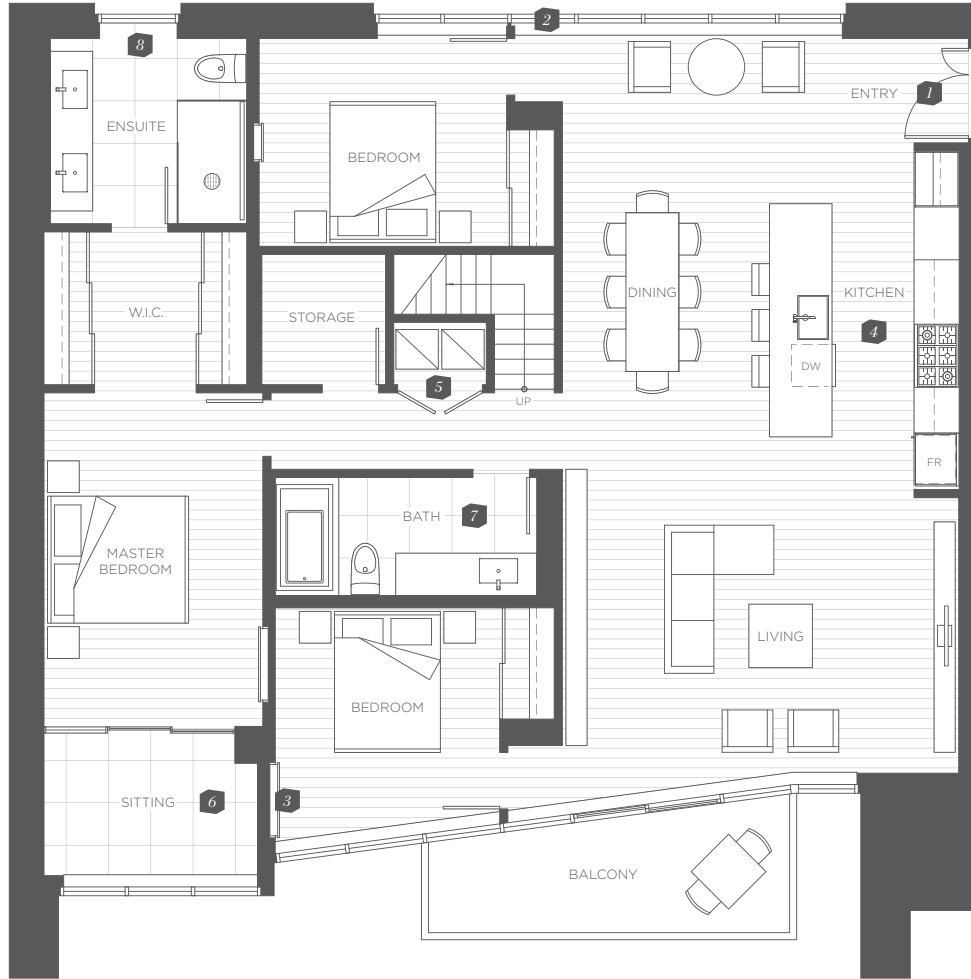 2
8
ENTRY 1
ENSUITE
BEDROOM
DINING
KITCHEN
W.I.C.
STORAGE
4
DW
5
UP
FR
BATH 7
MASTER
BEDROOM
LIVING
BEDROOM
SITTING 6
3
BALCONY